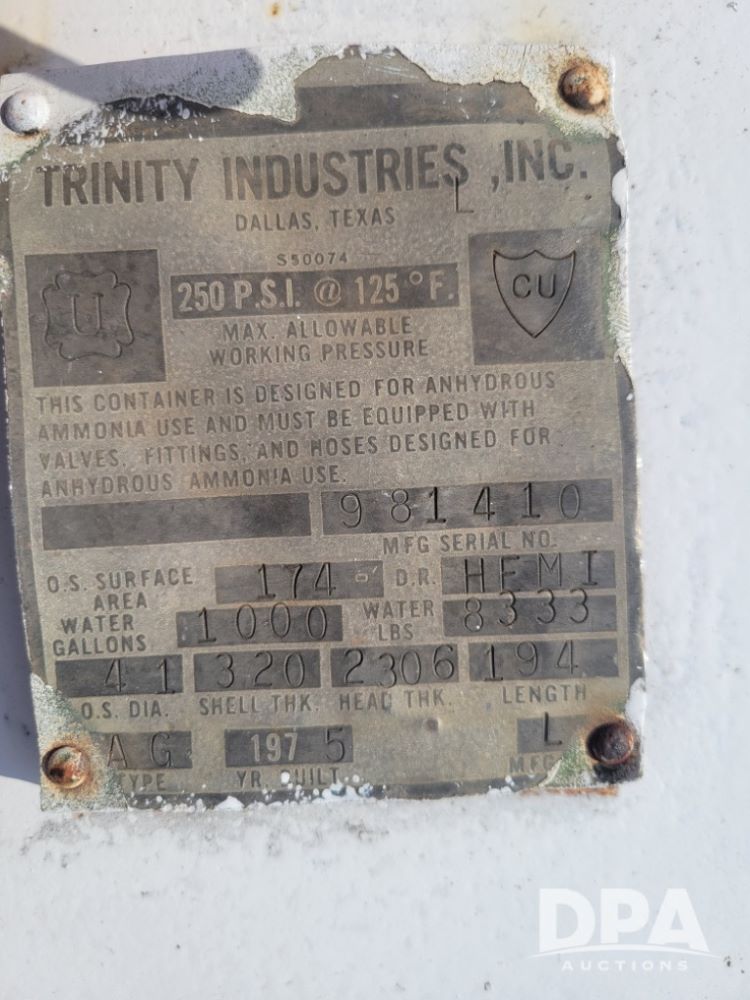 TRINITY INDUSTRIES, INC.
L
DALLAS, TEXAS
S50074
U
250 P.S.I. @ 125 °F.
CU
MAX. ALLOWABLE
WORKING PRESSURE
THIS CONTAINER IS DESIGNED FOR ANHYDROUS
AMMONIA USE AND MUST BE EQUIPPED WITH
VALVES, FITTINGS, AND HOSES DESIGNED FOR
ANHYDROUS AMMONIA USE.
981410
MFG SERIAL NO.
O.S. SURFACE AREA 174 D.R. HEMI
WATER GALLONS 1000 WATER LBS 8333
41 320 2306 194
O.S. DIA. SHELL THK. HEAD THK. LENGTH
AG 1975 L
TYPE YR. BUILT
DPA
AUCTIONS